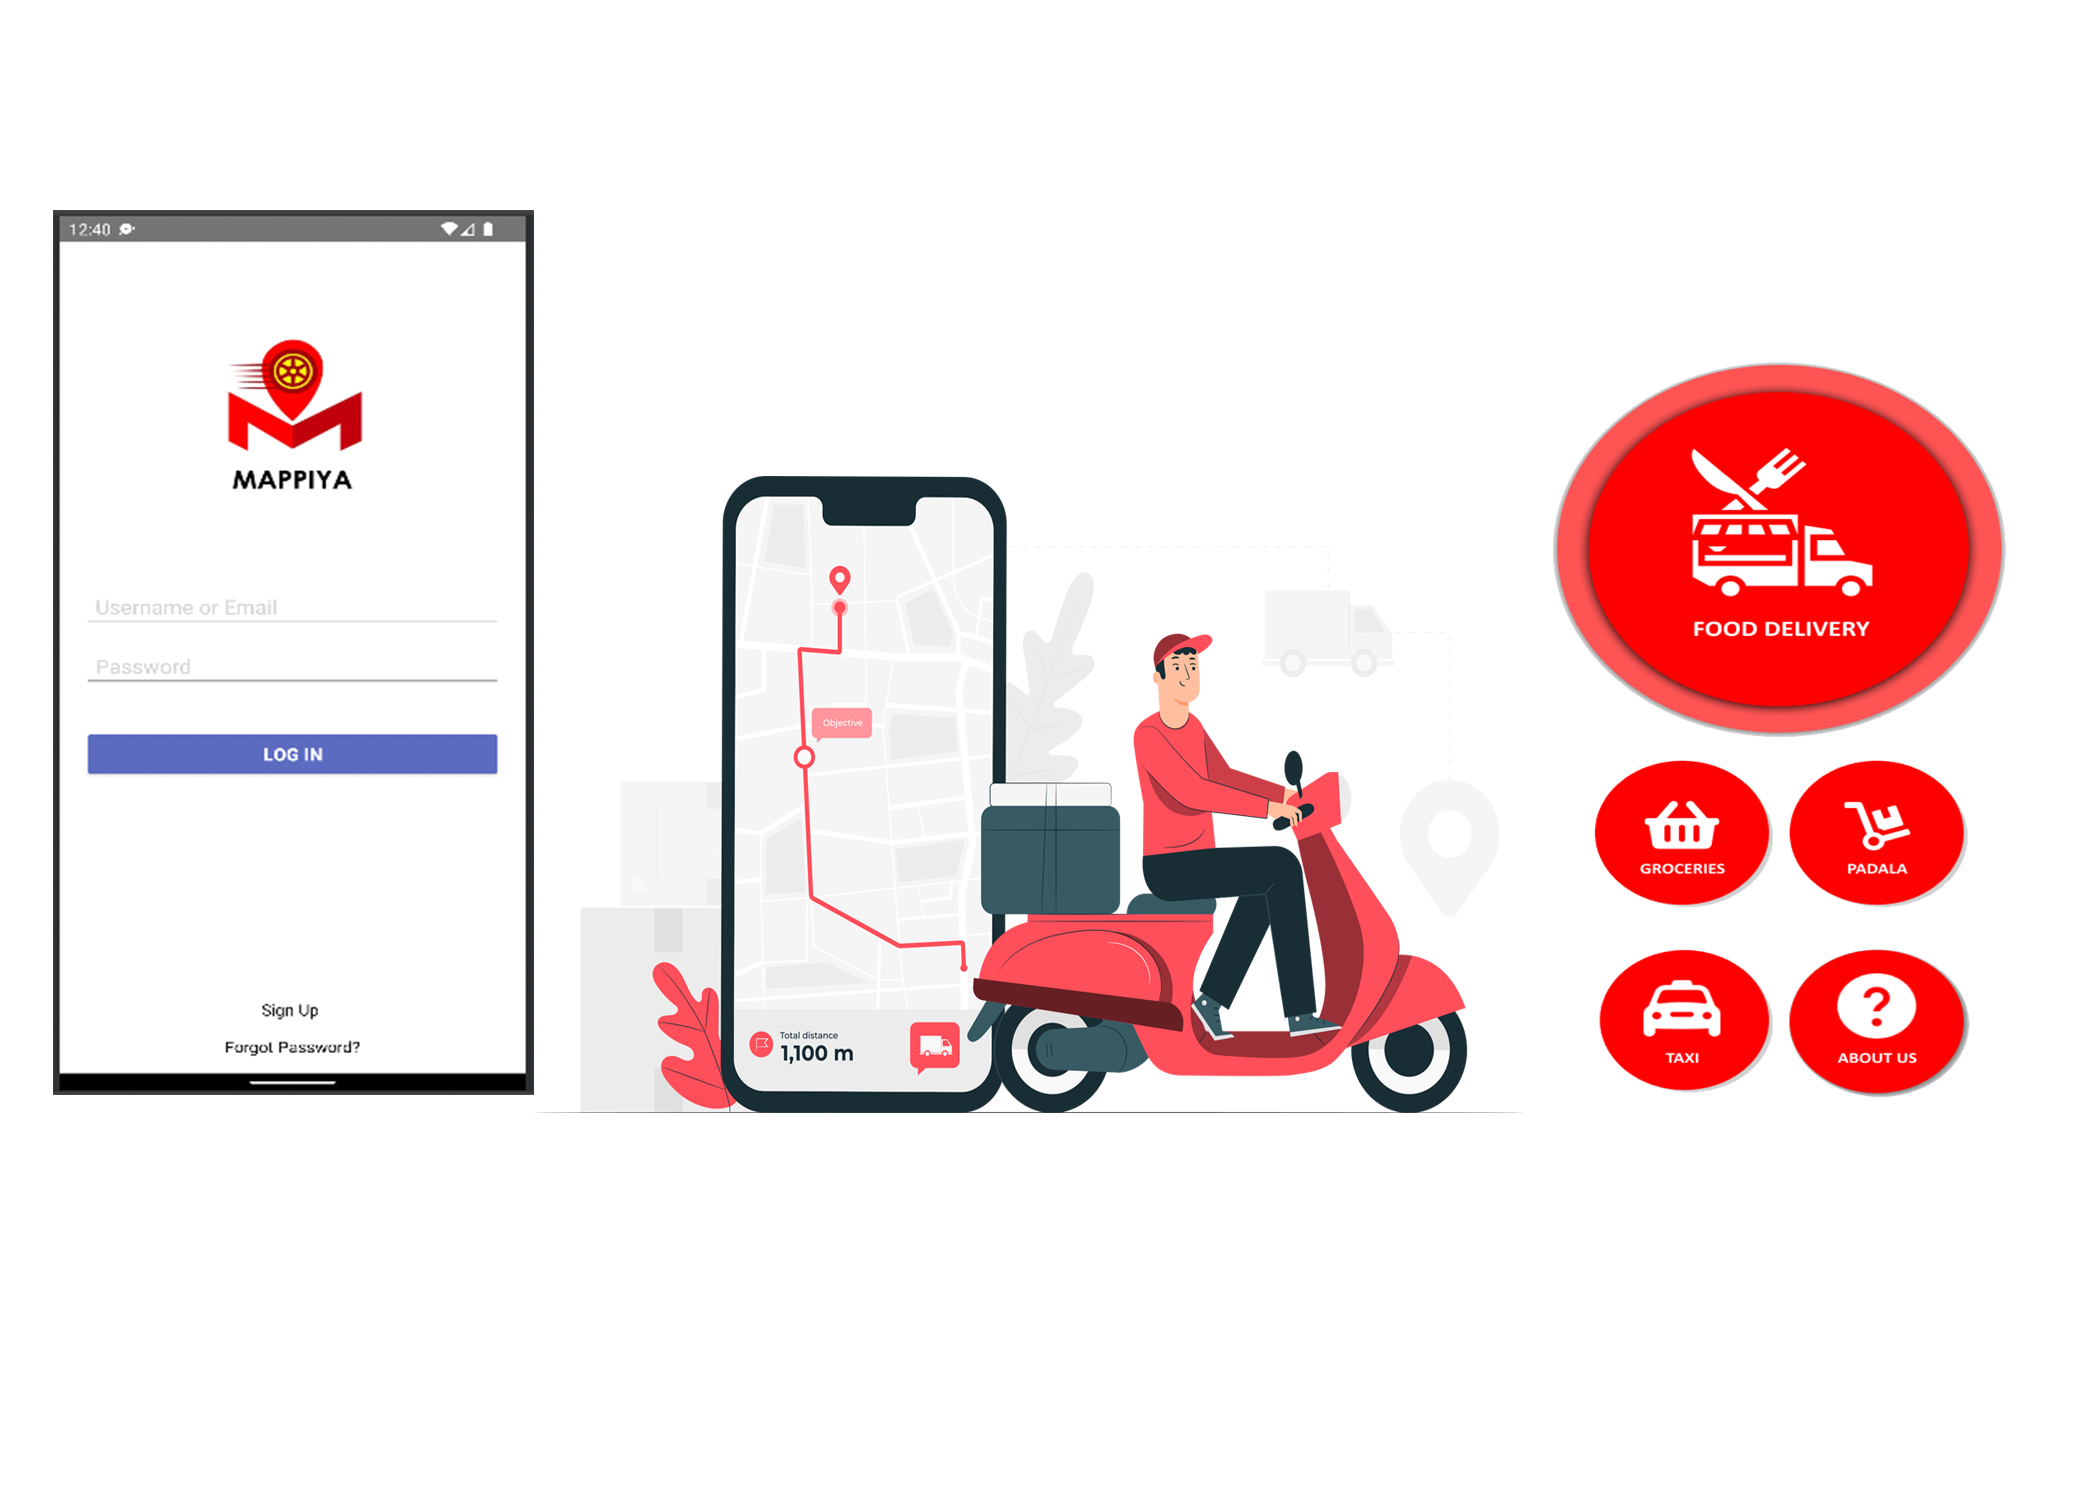 12:40
MAPPIYA
Username or Email
Password
LOG IN
Sign Up
Forgot Password?
Objective
Total distance
1,100 m
FOOD DELIVERY
GROCERIES
PADALA
TAXI
?
ABOUT US